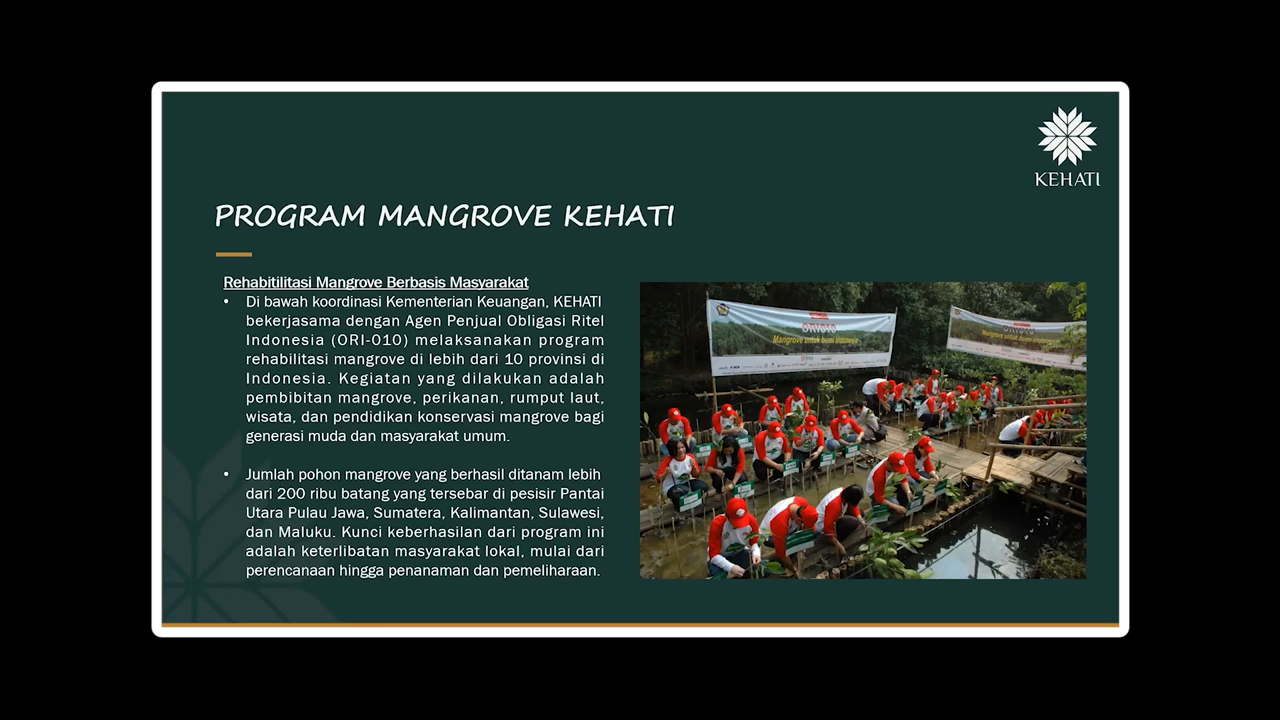 KEHATI
PROGRAM MANGROVE KEHATI
Rehabitilitasi Mangrove Berbasis Masyarakat
• Di bawah koordinasi Kementerian Keuangan, KEHATI
bekerjasama dengan Agen Penjual Obligasi Ritel
Indonesia (ORI-010) melaksanakan program
rehabilitasi mangrove di lebih dari 10 provinsi di
Indonesia. Kegiatan yang dilakukan adalah
pembibitan mangrove, perikanan, rumput laut,
wisata, dan pendidikan konservasi mangrove bagi
generasi muda dan masyarakat umum.
• Jumlah pohon mangrove yang berhasil ditanam lebih
dari 200 ribu batang yang tersebar di pesisir Pantai
Utara Pulau Jawa, Sumatera, Kalimantan, Sulawesi,
dan Maluku. Kunci keberhasilan dari program ini
adalah keterlibatan masyarakat lokal, mulai dari
perencanaan hingga penanaman dan pemeliharaan.
ORI010
Mangrove untuk bumi Indonesia
Mangrove untuk bumi Indonesia